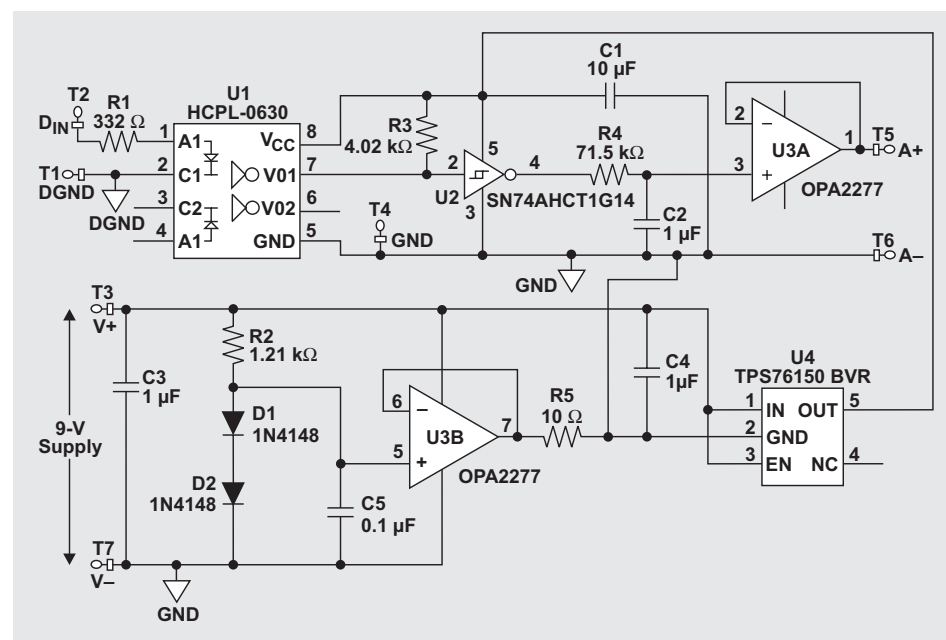 T2
D_IN
R1
332 Ω
U1
HCPL-0630
1
A1
2
C1
3
C2
4
A1
V_CC
8
V01
7
V02
6
GND
5
T1
DGND
DGND
R3
4.02 kΩ
T4
GND
C1
10 µF
2
5
4
3
U2
SN74AHCT1G14
R4
71.5 kΩ
C2
1 µF
GND
2
–
3
+
1
U3A
OPA2277
T5
A+
T6
A–
T3
V+
9-V
Supply
C3
1 µF
R2
1.21 kΩ
D1
1N4148
D2
1N4148
C5
0.1 µF
6
–
5
+
7
U3B
OPA2277
R5
10 Ω
C4
1µF
U4
TPS76150 BVR
1
IN
OUT
5
2
GND
3
EN
NC
4
T7
V–
GND